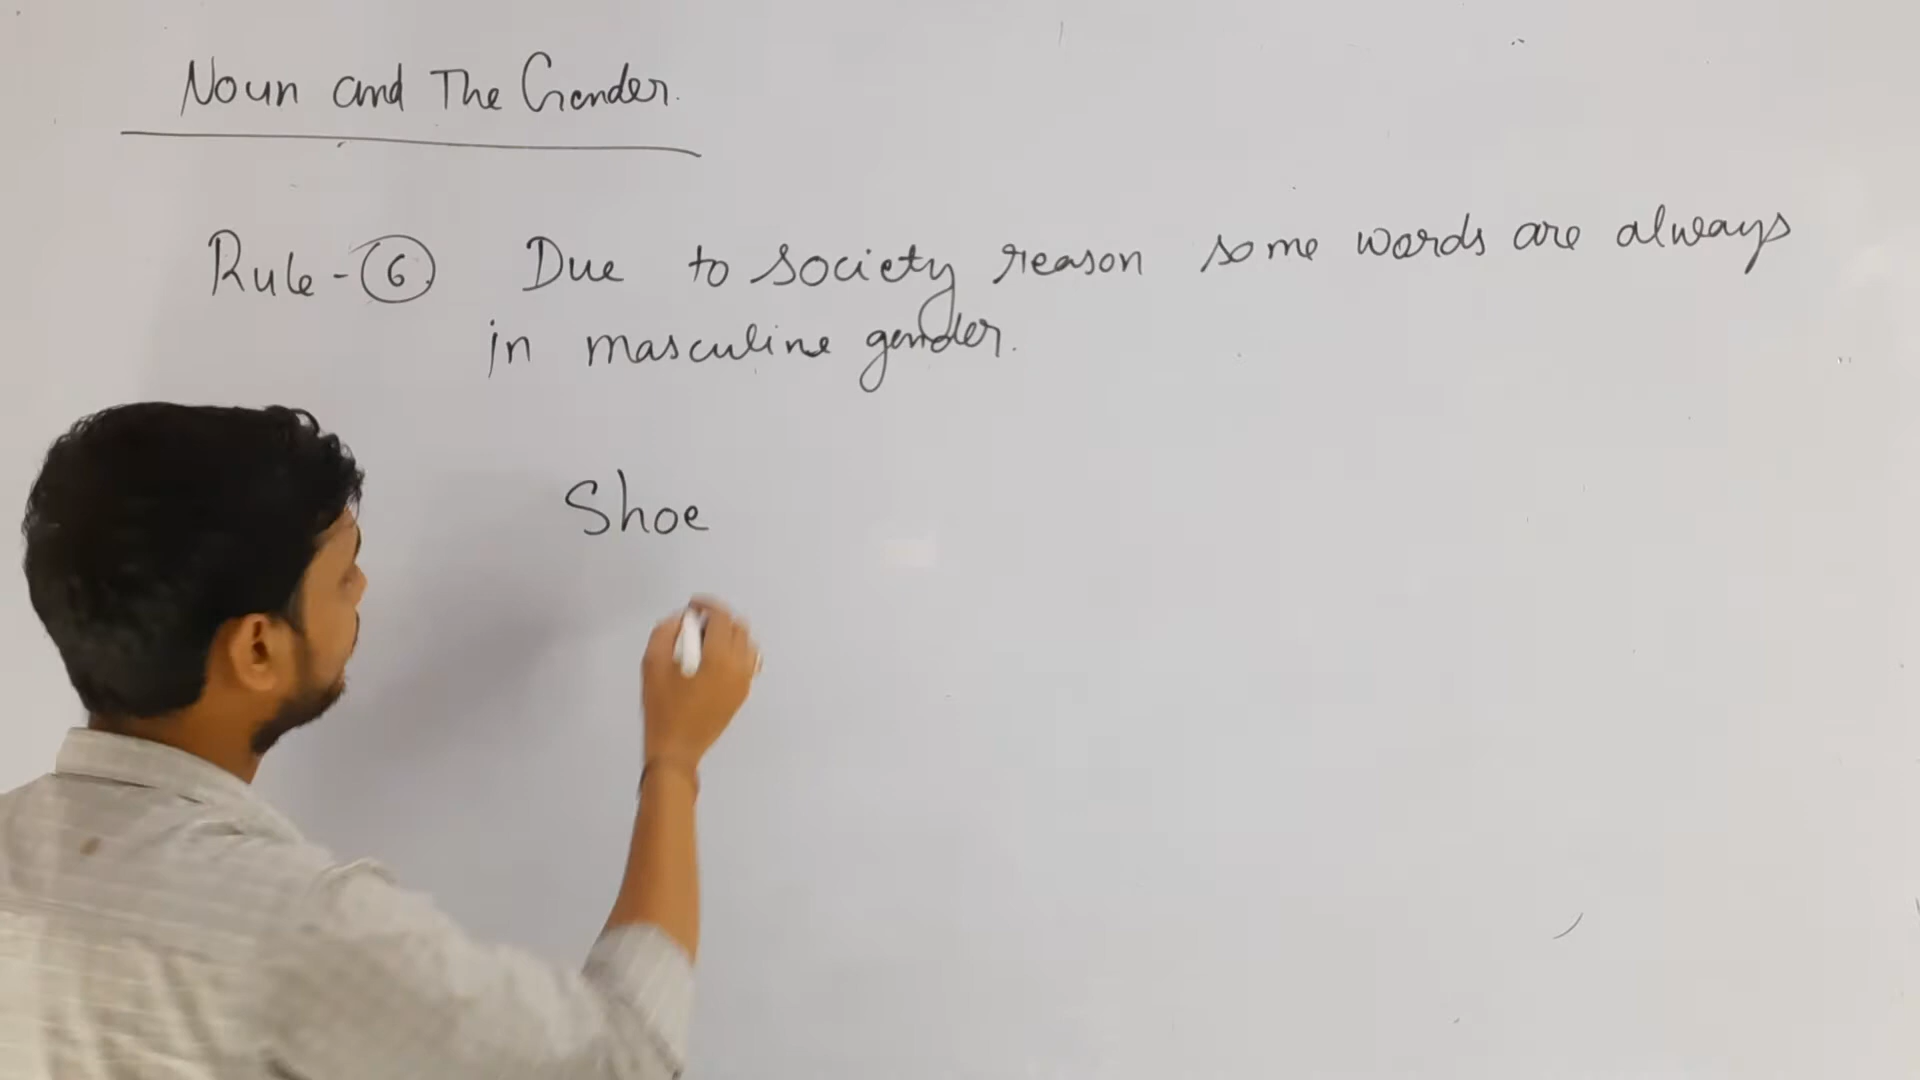 Noun and The Gender.
Rule-⑥ Due to society reason some words are always
in masculine gender.
Shoe